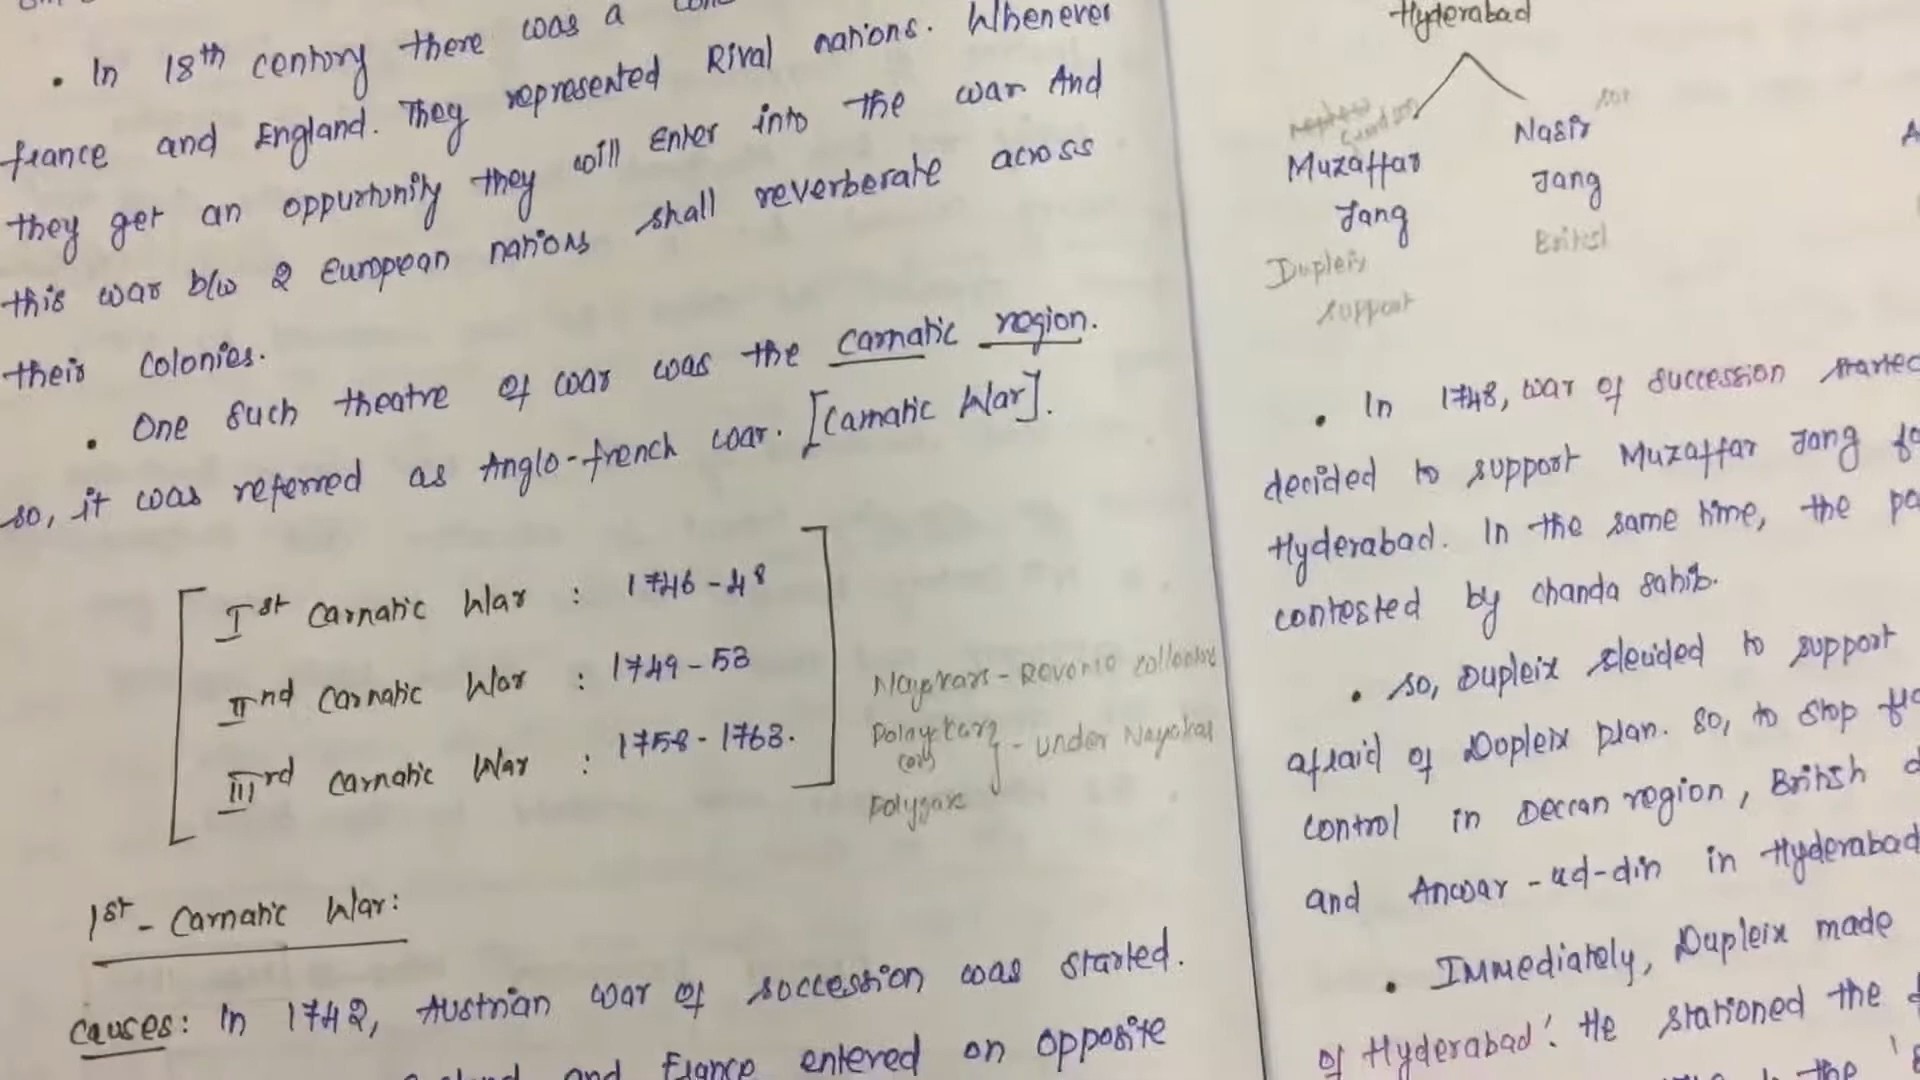 • In 18th century there was a
france and England. They represented Rival nations. Whenever
they get an oppurtunity they will Enter into the war And
this war b/w 2 European nations shall reverberate across
their colonies.
• One such theatre of war was the carnatic region.
so, it was referred as Anglo-french war. [Carnatic War].
Ist Carnatic War : 1746-48
IInd Carnatic War : 1749-53
IIIrd Carnatic War : 1758-1763.
Nayakars - Revenue
- under Nayakas
Polygars
1st - Carnatic War:
Causes: In 1742, Austrian war of succession was started.
and France entered on opposite
Hyderabad
nephew son
Grandson
Muzaffar Nasir
Jang Jang
Dupleix British
support
• In 1748, war of succession started
decided to support Muzaffar Jang
Hyderabad. In the same time, the
contested by Chanda Sahib.
• So, Dupleix decided to support
afraid of Dopleix plan. So, to stop
control in Deccan region, British
and Anwar-ud-din in Hyderabad
• Immediately, Dupleix made
of Hyderabad! He stationed the
the